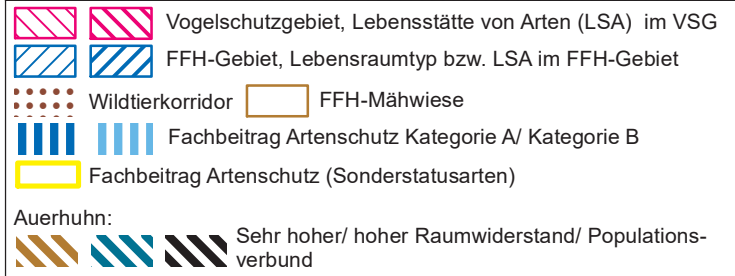 Vogelschutzgebiet, Lebensstätte von Arten (LSA) im VSG
FFH-Gebiet, Lebensraumtyp bzw. LSA im FFH-Gebiet
Wildtierkorridor FFH-Mähwiese
Fachbeitrag Artenschutz Kategorie A/ Kategorie B
Fachbeitrag Artenschutz (Sonderstatusarten)
Auerhuhn:
Sehr hoher/ hoher Raumwiderstand/ Populations-
verbund